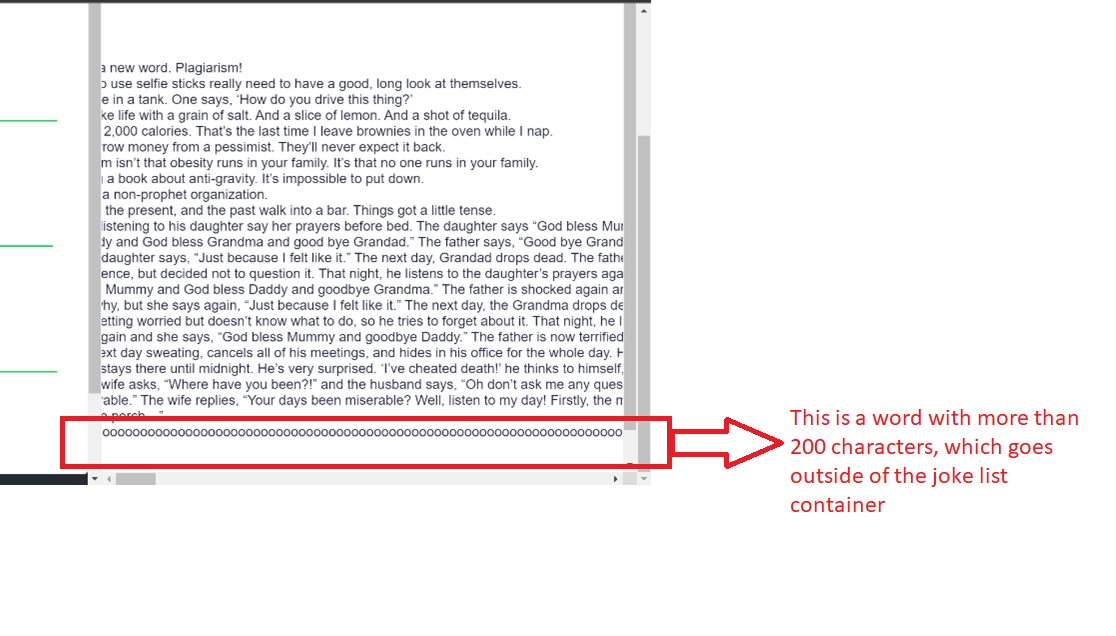 a new word. Plagiarism!
o use selfie sticks really need to have a good, long look at themselves.
e in a tank. One says, ‘How do you drive this thing?’
ke life with a grain of salt. And a slice of lemon. And a shot of tequila.
2,000 calories. That’s the last time I leave brownies in the oven while I nap.
row money from a pessimist. They’ll never expect it back.
m isn’t that obesity runs in your family. It’s that no one runs in your family.
a book about anti-gravity. It’s impossible to put down.
a non-prophet organization.
the present, and the past walk into a bar. Things got a little tense.
listening to his daughter say her prayers before bed. The daughter says “God bless Mur
dy and God bless Grandma and good bye Grandad.” The father says, “Good bye Grand
daughter says, “Just because I felt like it.” The next day, Grandad drops dead. The fathe
ence, but decided not to question it. That night, he listens to the daughter’s prayers aga
Mummy and God bless Daddy and goodbye Grandma.” The father is shocked again ar
hy, but she says again, “Just because I felt like it.” The next day, the Grandma drops de
etting worried but doesn’t know what to do, so he tries to forget about it. That night, he l
gain and she says, “God bless Mummy and goodbye Daddy.” The father is now terrified
ext day sweating, cancels all of his meetings, and hides in his office for the whole day. H
stays there until midnight. He’s very surprised. ‘I’ve cheated death!’ he thinks to himself,
wife asks, “Where have you been?!” and the husband says, “Oh don’t ask me any ques
rable.” The wife replies, “Your days been miserable? Well, listen to my day! Firstly, the m
e porch...”
oooooooooooooooooooooooooooooooooooooooooooooooooooooooooooooooooooooo
This is a word with more than
200 characters, which goes
outside of the joke list
container